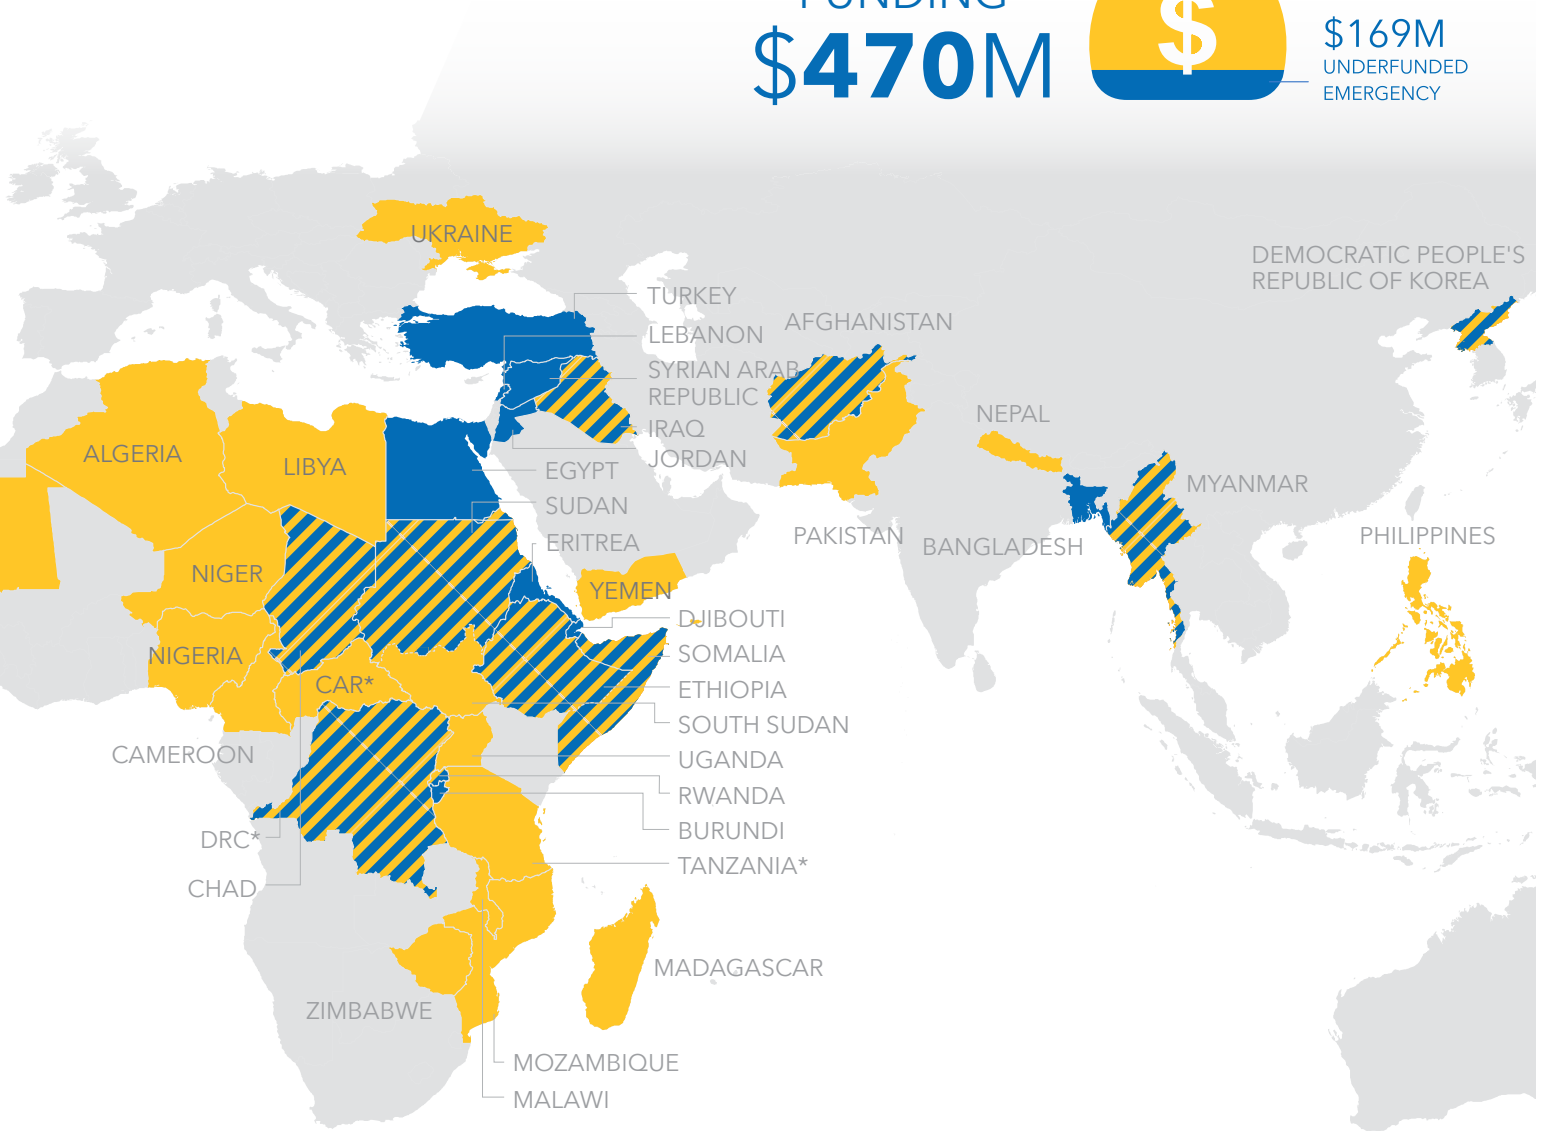 FUNDING
$470M
$
$169M
UNDERFUNDED
EMERGENCY
UKRAINE
DEMOCRATIC PEOPLE'S
REPUBLIC OF KOREA
TURKEY
AFGHANISTAN
LEBANON
SYRIAN ARAB
REPUBLIC
NEPAL
IRAQ
ALGERIA
LIBYA
JORDAN
EGYPT
MYANMAR
SUDAN
PAKISTAN
BANGLADESH
PHILIPPINES
ERITREA
NIGER
YEMEN
DJIBOUTI
NIGERIA
SOMALIA
CAR*
ETHIOPIA
SOUTH SUDAN
CAMEROON
UGANDA
RWANDA
BURUNDI
DRC*
TANZANIA*
CHAD
MADAGASCAR
ZIMBABWE
MOZAMBIQUE
MALAWI